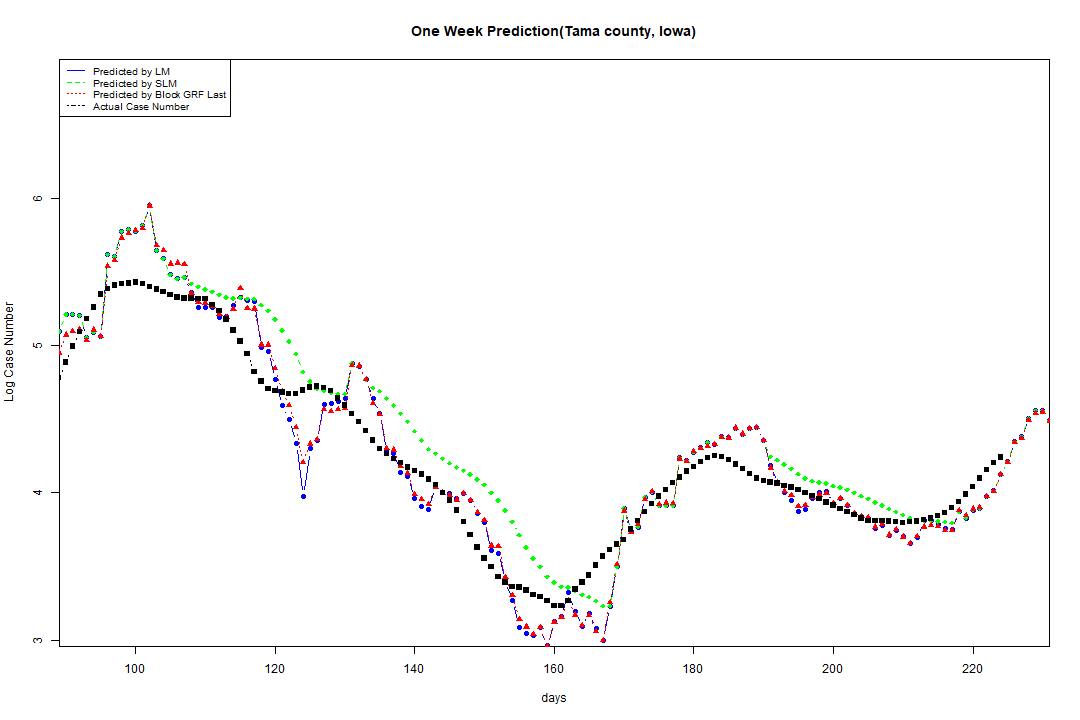 One Week Prediction(Tama county, Iowa)
Predicted by LM
Predicted by SLM
Predicted by Block GRF Last
Actual Case Number
6
5
4
3
Log Case Number
100 120 140 160 180 200 220
days